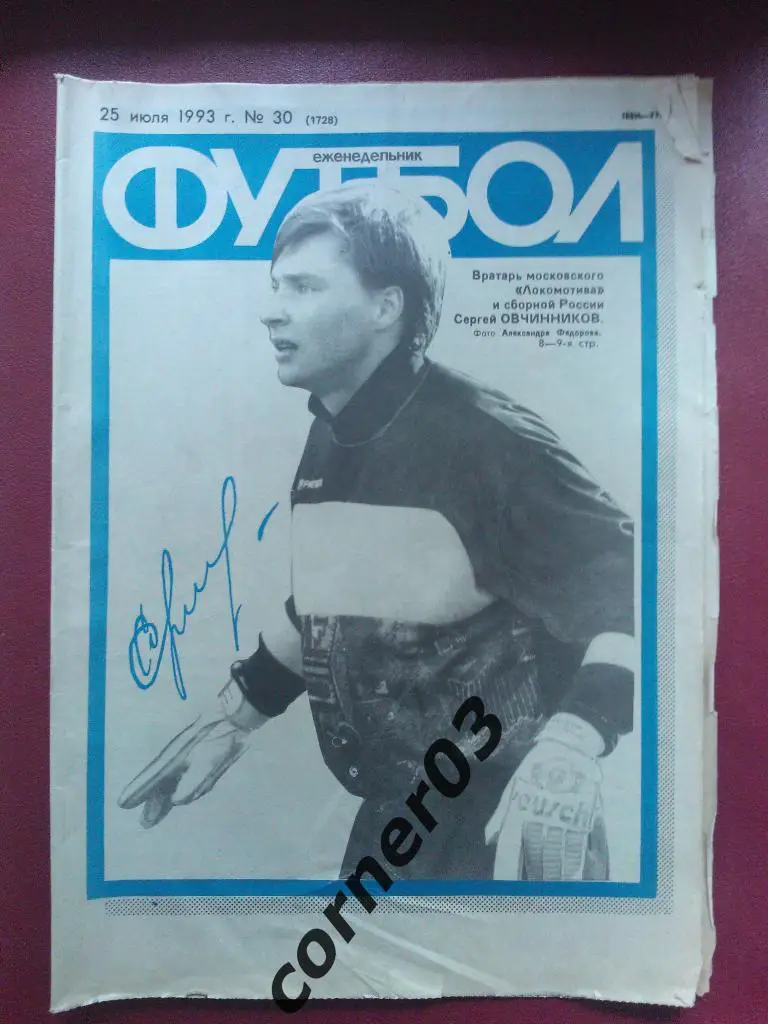 25 июля 1993 г. № 30 (1728)
еженедельник
ФУТБОЛ
Вратарь московского
«Локомотива»
и сборной России
Сергей ОВЧИННИКОВ.
Фото Александра Федорова.
8—9-я стр.
reusch
corner03